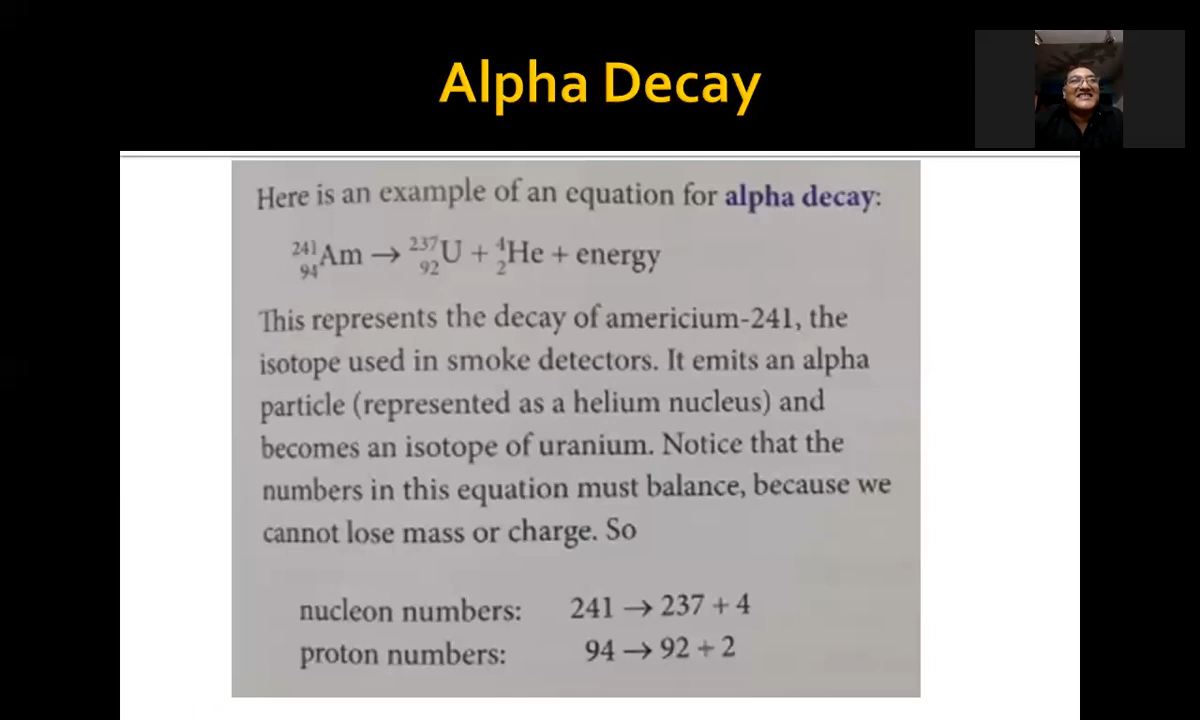 Alpha Decay
Here is an example of an equation for alpha decay:
²⁴¹₉₄Am → ²³⁷₉₂U + ⁴₂He + energy
This represents the decay of americium-241, the
isotope used in smoke detectors. It emits an alpha
particle (represented as a helium nucleus) and
becomes an isotope of uranium. Notice that the
numbers in this equation must balance, because we
cannot lose mass or charge. So
nucleon numbers: 241 → 237 + 4
proton numbers: 94 → 92 + 2